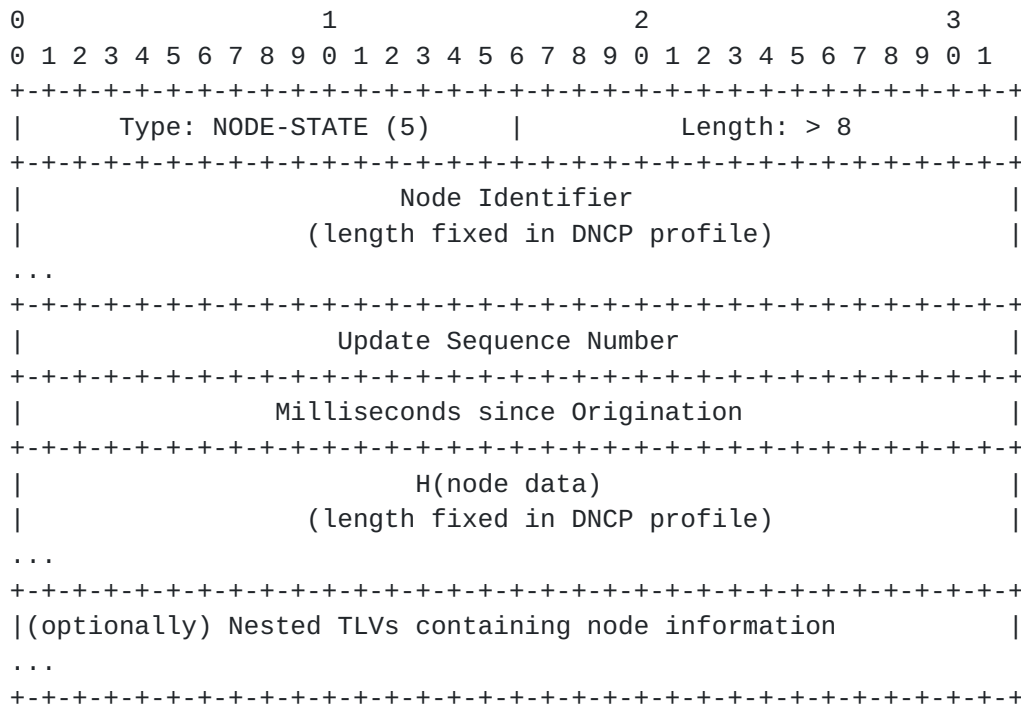 0                   1                   2                   3
0 1 2 3 4 5 6 7 8 9 0 1 2 3 4 5 6 7 8 9 0 1 2 3 4 5 6 7 8 9 0 1
+-+-+-+-+-+-+-+-+-+-+-+-+-+-+-+-+-+-+-+-+-+-+-+-+-+-+-+-+-+-+-+-+
|      Type: NODE-STATE (5)     |          Length: > 8          |
+-+-+-+-+-+-+-+-+-+-+-+-+-+-+-+-+-+-+-+-+-+-+-+-+-+-+-+-+-+-+-+-+
|                        Node Identifier                        |
|                  (length fixed in DNCP profile)               |
...
+-+-+-+-+-+-+-+-+-+-+-+-+-+-+-+-+-+-+-+-+-+-+-+-+-+-+-+-+-+-+-+-+
|                    Update Sequence Number                     |
+-+-+-+-+-+-+-+-+-+-+-+-+-+-+-+-+-+-+-+-+-+-+-+-+-+-+-+-+-+-+-+-+
|                Milliseconds since Origination                 |
+-+-+-+-+-+-+-+-+-+-+-+-+-+-+-+-+-+-+-+-+-+-+-+-+-+-+-+-+-+-+-+-+
|                         H(node data)                          |
|                  (length fixed in DNCP profile)               |
...
+-+-+-+-+-+-+-+-+-+-+-+-+-+-+-+-+-+-+-+-+-+-+-+-+-+-+-+-+-+-+-+-+
|(optionally) Nested TLVs containing node information           |
...
+-+-+-+-+-+-+-+-+-+-+-+-+-+-+-+-+-+-+-+-+-+-+-+-+-+-+-+-+-+-+-+-+